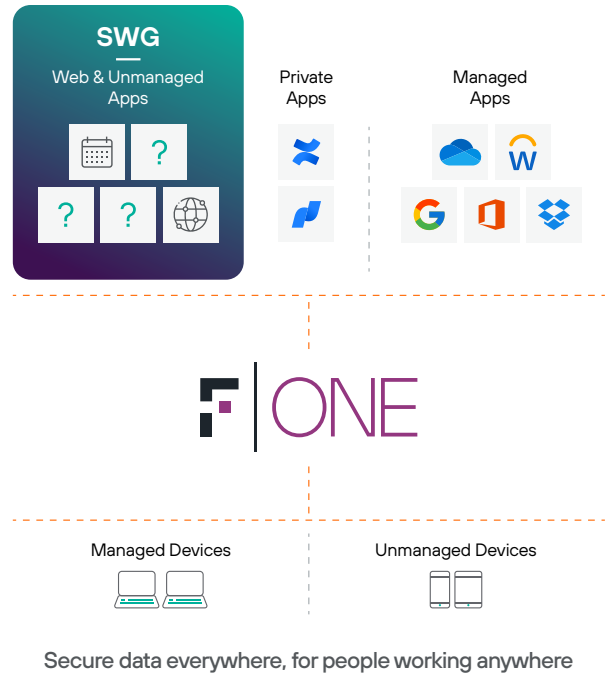 SWG
Web & Unmanaged
Apps
Private
Apps
Managed
Apps
?
? ?
W
G
F|ONE
Managed Devices
Unmanaged Devices
Secure data everywhere, for people working anywhere